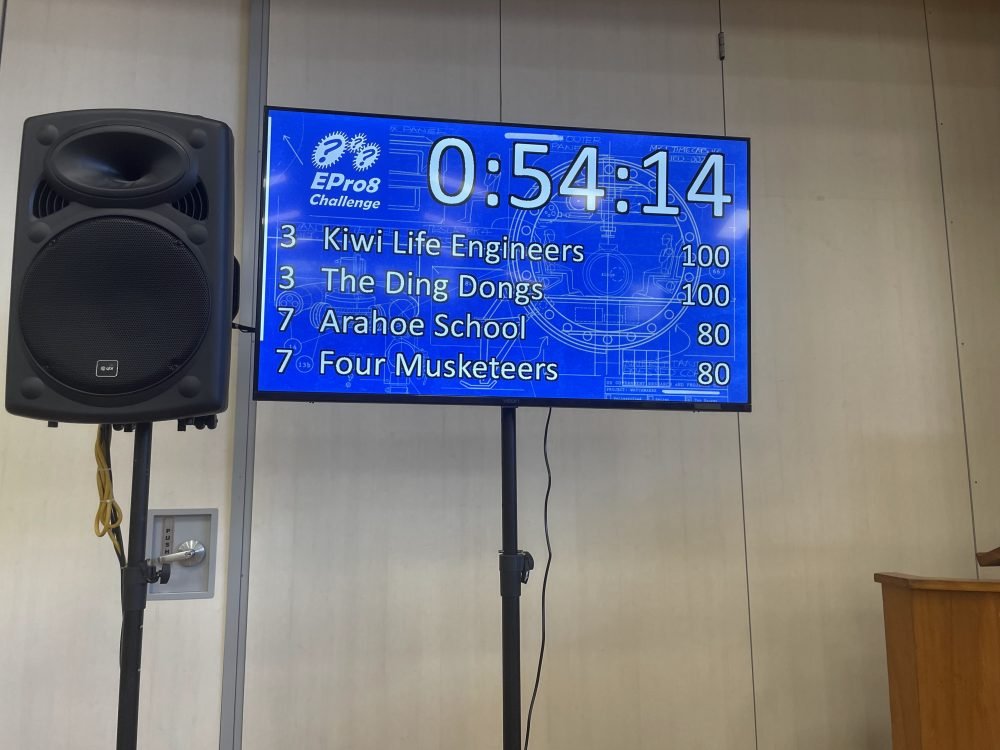 EPro8
Challenge
0:54:14
3 Kiwi Life Engineers 100
3 The Ding Dongs 100
7 Arahoe School 80
7 Four Musketeers 80
PUSH